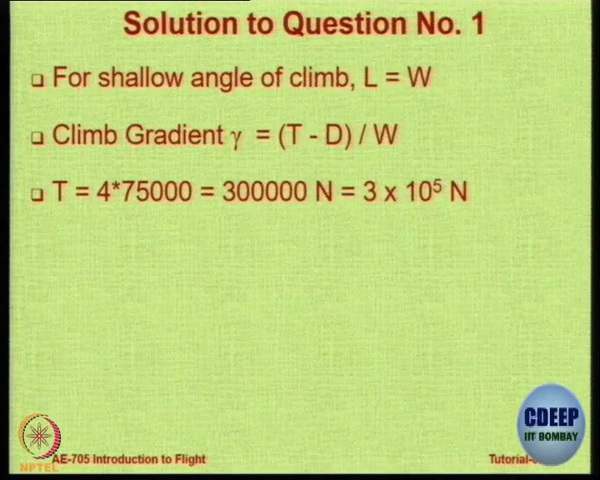 Solution to Question No. 1
❑ For shallow angle of climb, L = W
❑ Climb Gradient γ = (T - D) / W
❑ T = 4*75000 = 300000 N = 3 x 10⁵ N
CDEEP
IIT BOMBAY
NPTEL
AE-705 Introduction to Flight